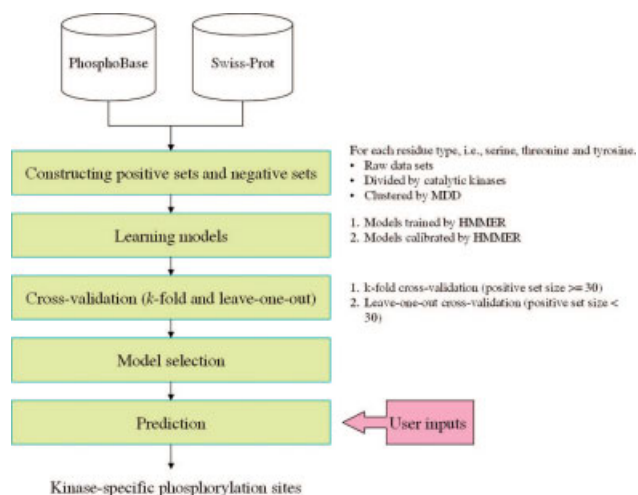 PhosphoBase
Swiss-Prot
Constructing positive sets and negative sets
For each residue type, i.e., serine, threonine and tyrosine.
• Raw data sets
• Divided by catalytic kinases
• Clustered by MDD
Learning models
1. Models trained by HMMER
2. Models calibrated by HMMER
Cross-validation (k-fold and leave-one-out)
1. k-fold cross-validation (positive set size >= 30)
2. Leave-one-out cross-validation (positive set size <
30)
Model selection
Prediction
User inputs
Kinase-specific phosphorylation sites